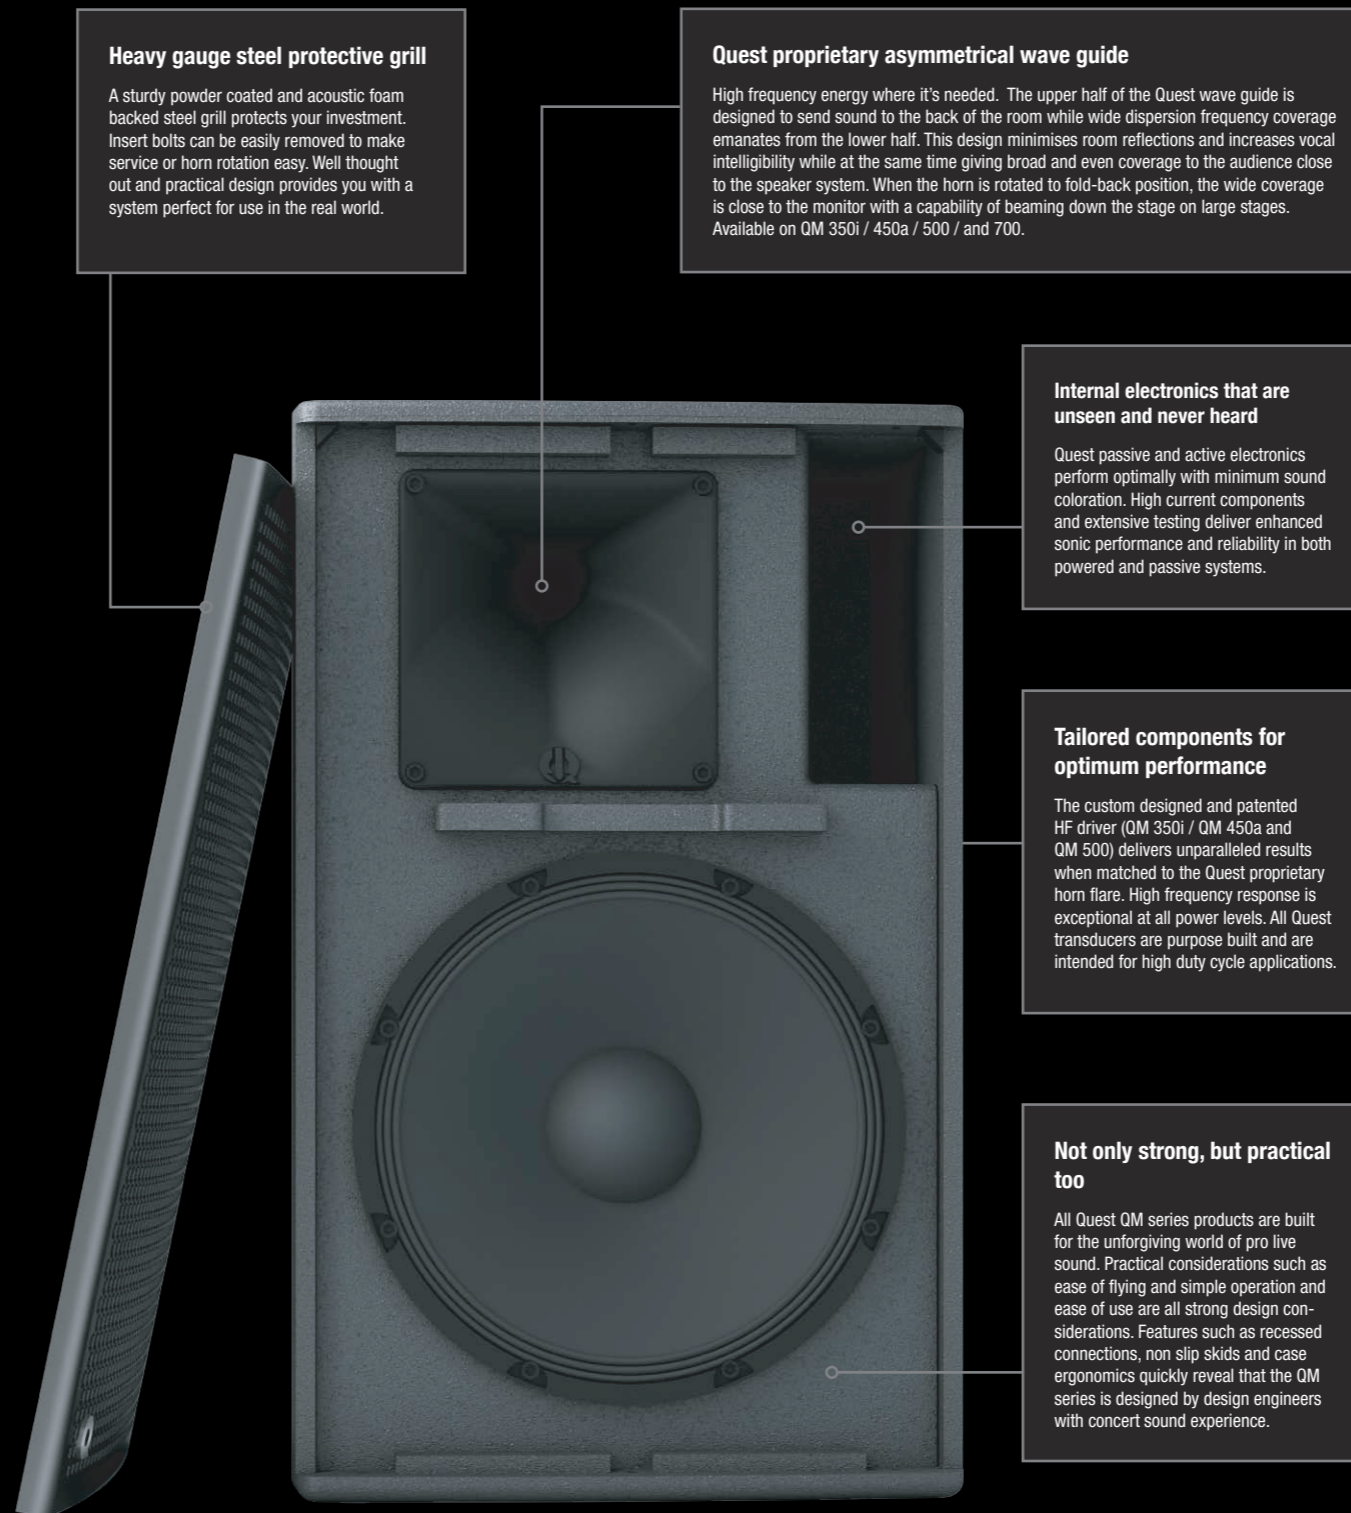 Heavy gauge steel protective grill
A sturdy powder coated and acoustic foam
backed steel grill protects your investment.
Insert bolts can be easily removed to make
service or horn rotation easy. Well thought
out and practical design provides you with a
system perfect for use in the real world.
Quest proprietary asymmetrical wave guide
High frequency energy where it's needed.  The upper half of the Quest wave guide is
designed to send sound to the back of the room while wide dispersion frequency coverage
emanates from the lower half. This design minimises room reflections and increases vocal
intelligibility while at the same time giving broad and even coverage to the audience close
to the speaker system. When the horn is rotated to fold-back position, the wide coverage
is close to the monitor with a capability of beaming down the stage on large stages.
Available on QM 350i / 450a / 500 / and 700.
Internal electronics that are
unseen and never heard
Quest passive and active electronics
perform optimally with minimum sound
coloration. High current components
and extensive testing deliver enhanced
sonic performance and reliability in both
powered and passive systems.
Tailored components for
optimum performance
The custom designed and patented
HF driver (QM 350i / QM 450a and
QM 500) delivers unparalleled results
when matched to the Quest proprietary
horn flare. High frequency response is
exceptional at all power levels. All Quest
transducers are purpose built and are
intended for high duty cycle applications.
Not only strong, but practical
too
All Quest QM series products are built
for the unforgiving world of pro live
sound. Practical considerations such as
ease of flying and simple operation and
ease of use are all strong design con-
siderations. Features such as recessed
connections, non slip skids and case
ergonomics quickly reveal that the QM
series is designed by design engineers
with concert sound experience.